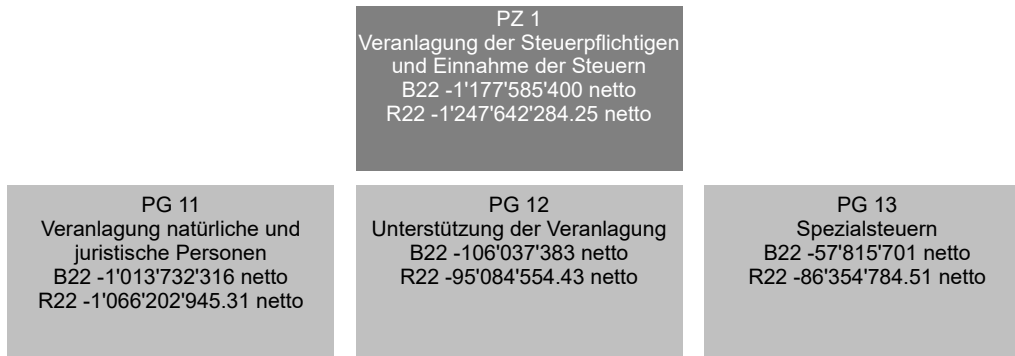 PZ 1
Veranlagung der Steuerpflichtigen
und Einnahme der Steuern
B22 -1'177'585'400 netto
R22 -1'247'642'284.25 netto
PG 11
Veranlagung natürliche und
juristische Personen
B22 -1'013'732'316 netto
R22 -1'066'202'945.31 netto
PG 12
Unterstützung der Veranlagung
B22 -106'037'383 netto
R22 -95'084'554.43 netto
PG 13
Spezialsteuern
B22 -57'815'701 netto
R22 -86'354'784.51 netto